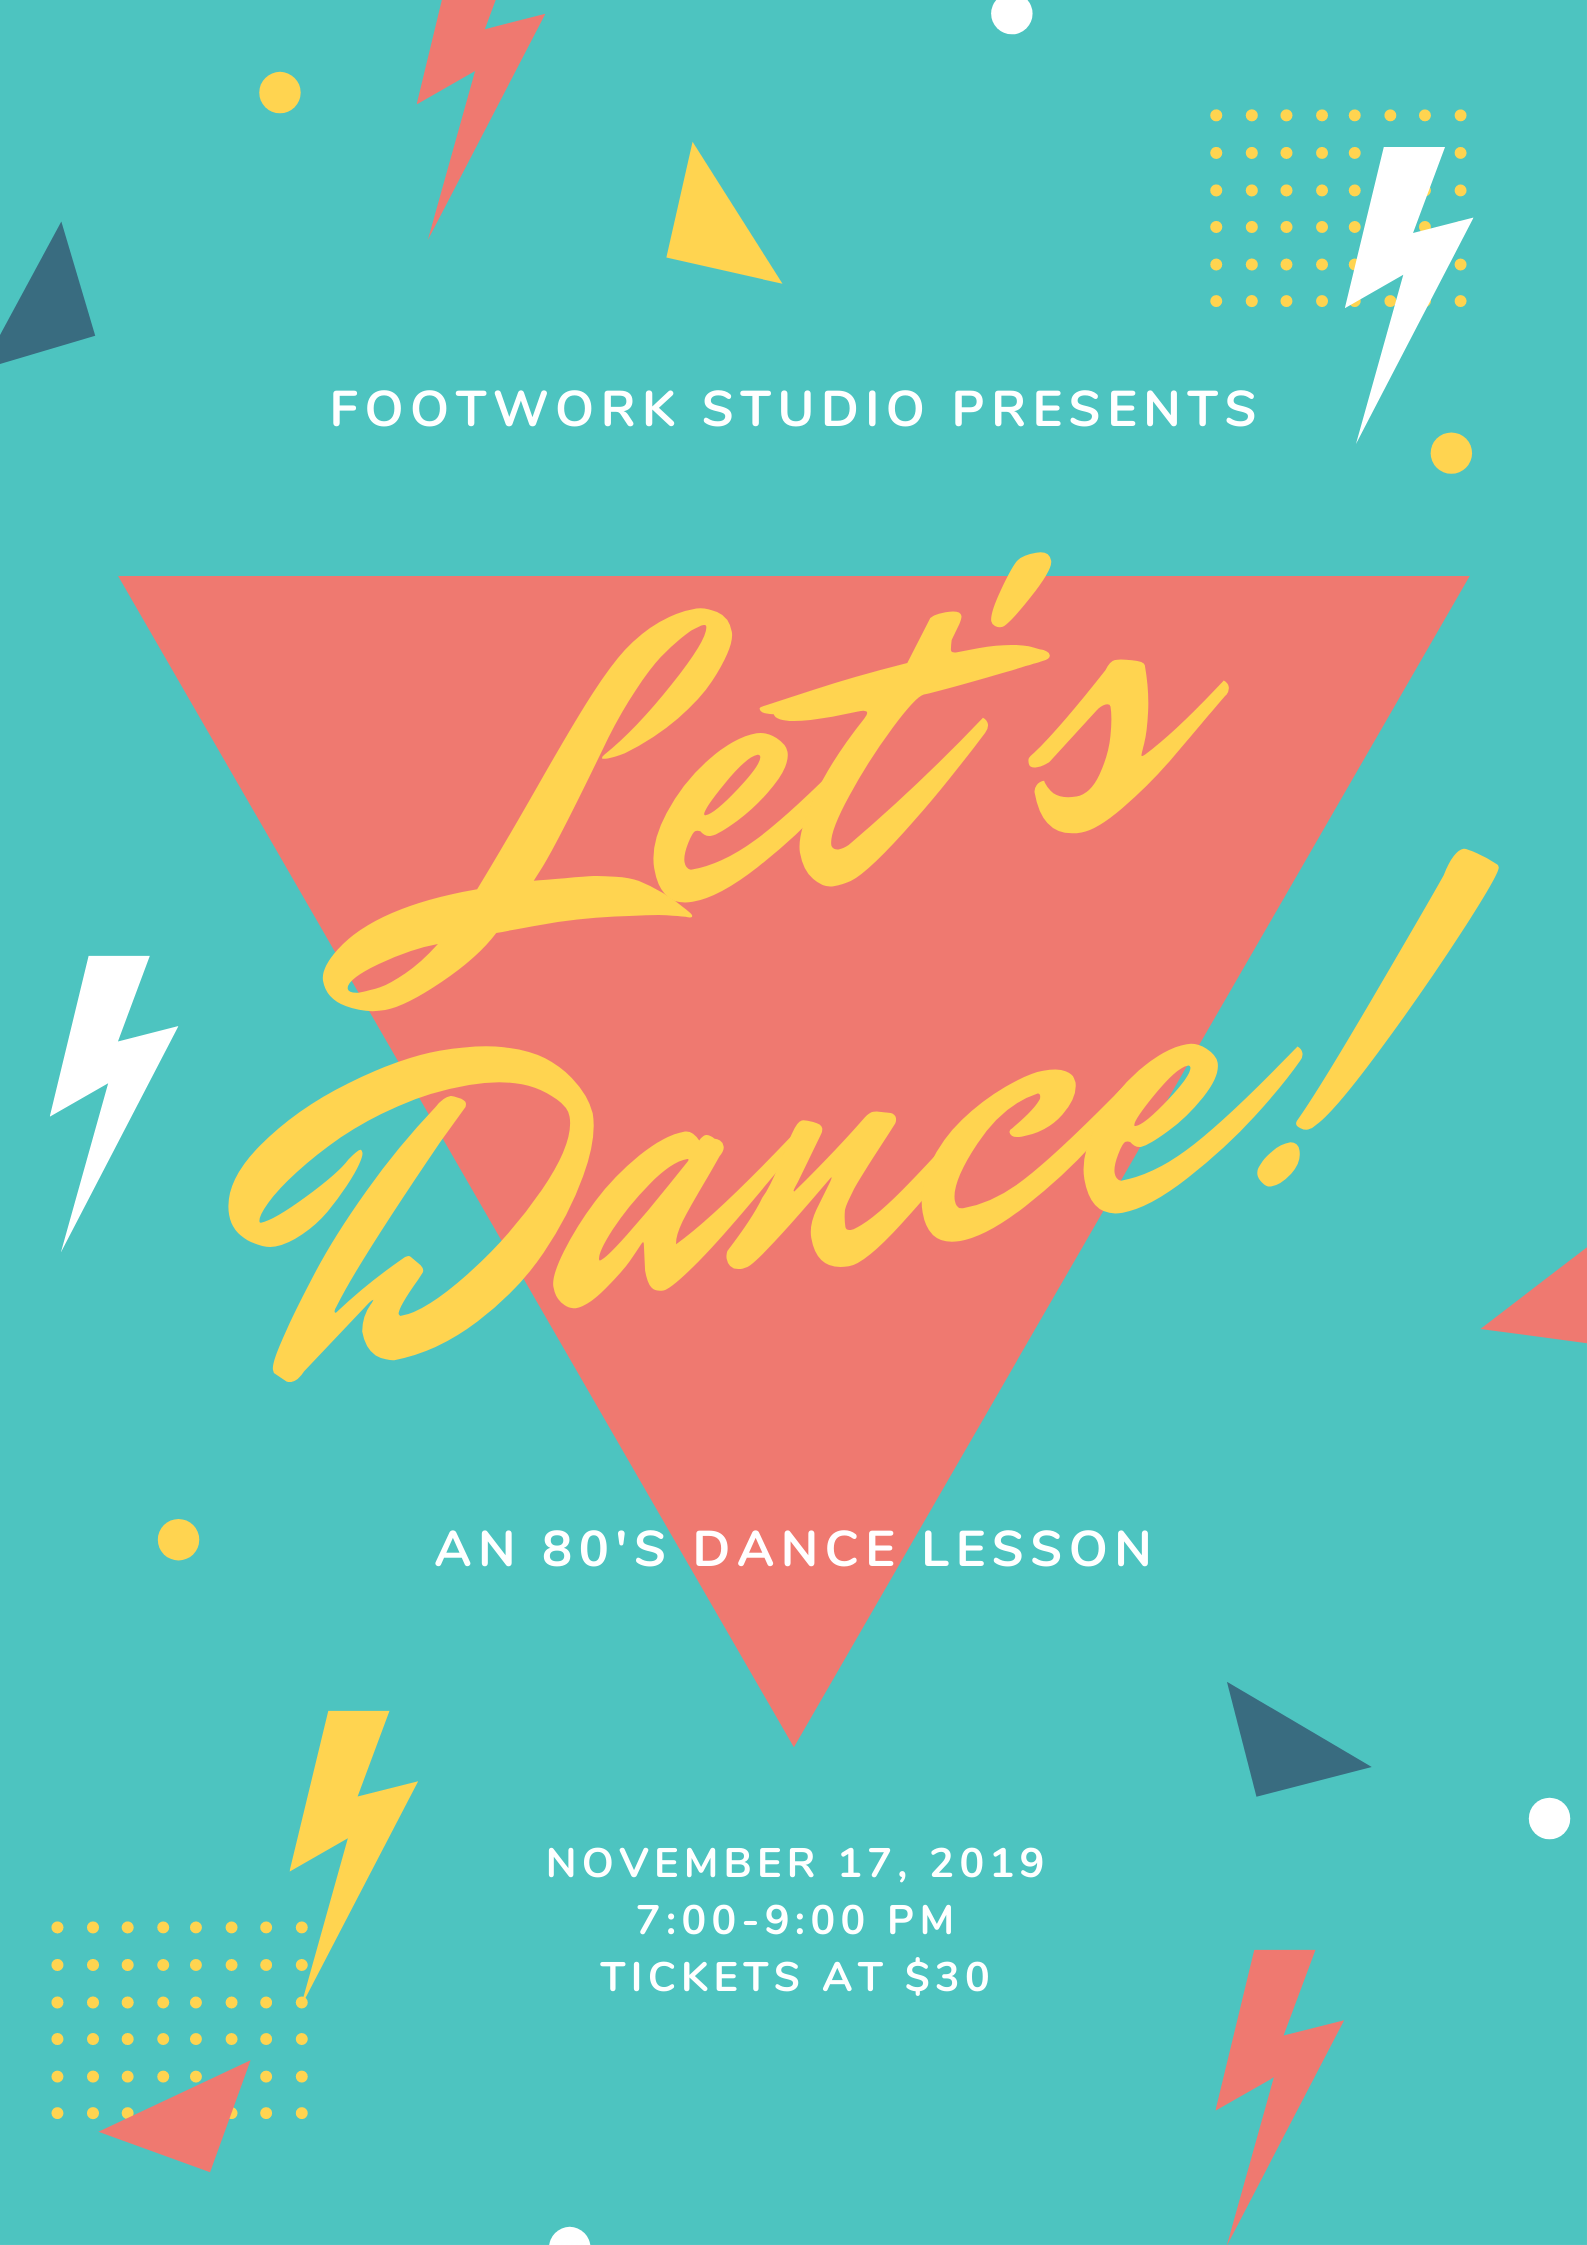 FOOTWORK STUDIO PRESENTS
Let's
Dance!
AN 80'S DANCE LESSON
NOVEMBER 17, 2019
7:00-9:00 PM
TICKETS AT $30